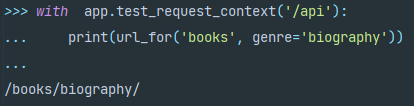 >>> with  app.test_request_context('/api'):
...     print(url_for('books', genre='biography'))
...
/books/biography/